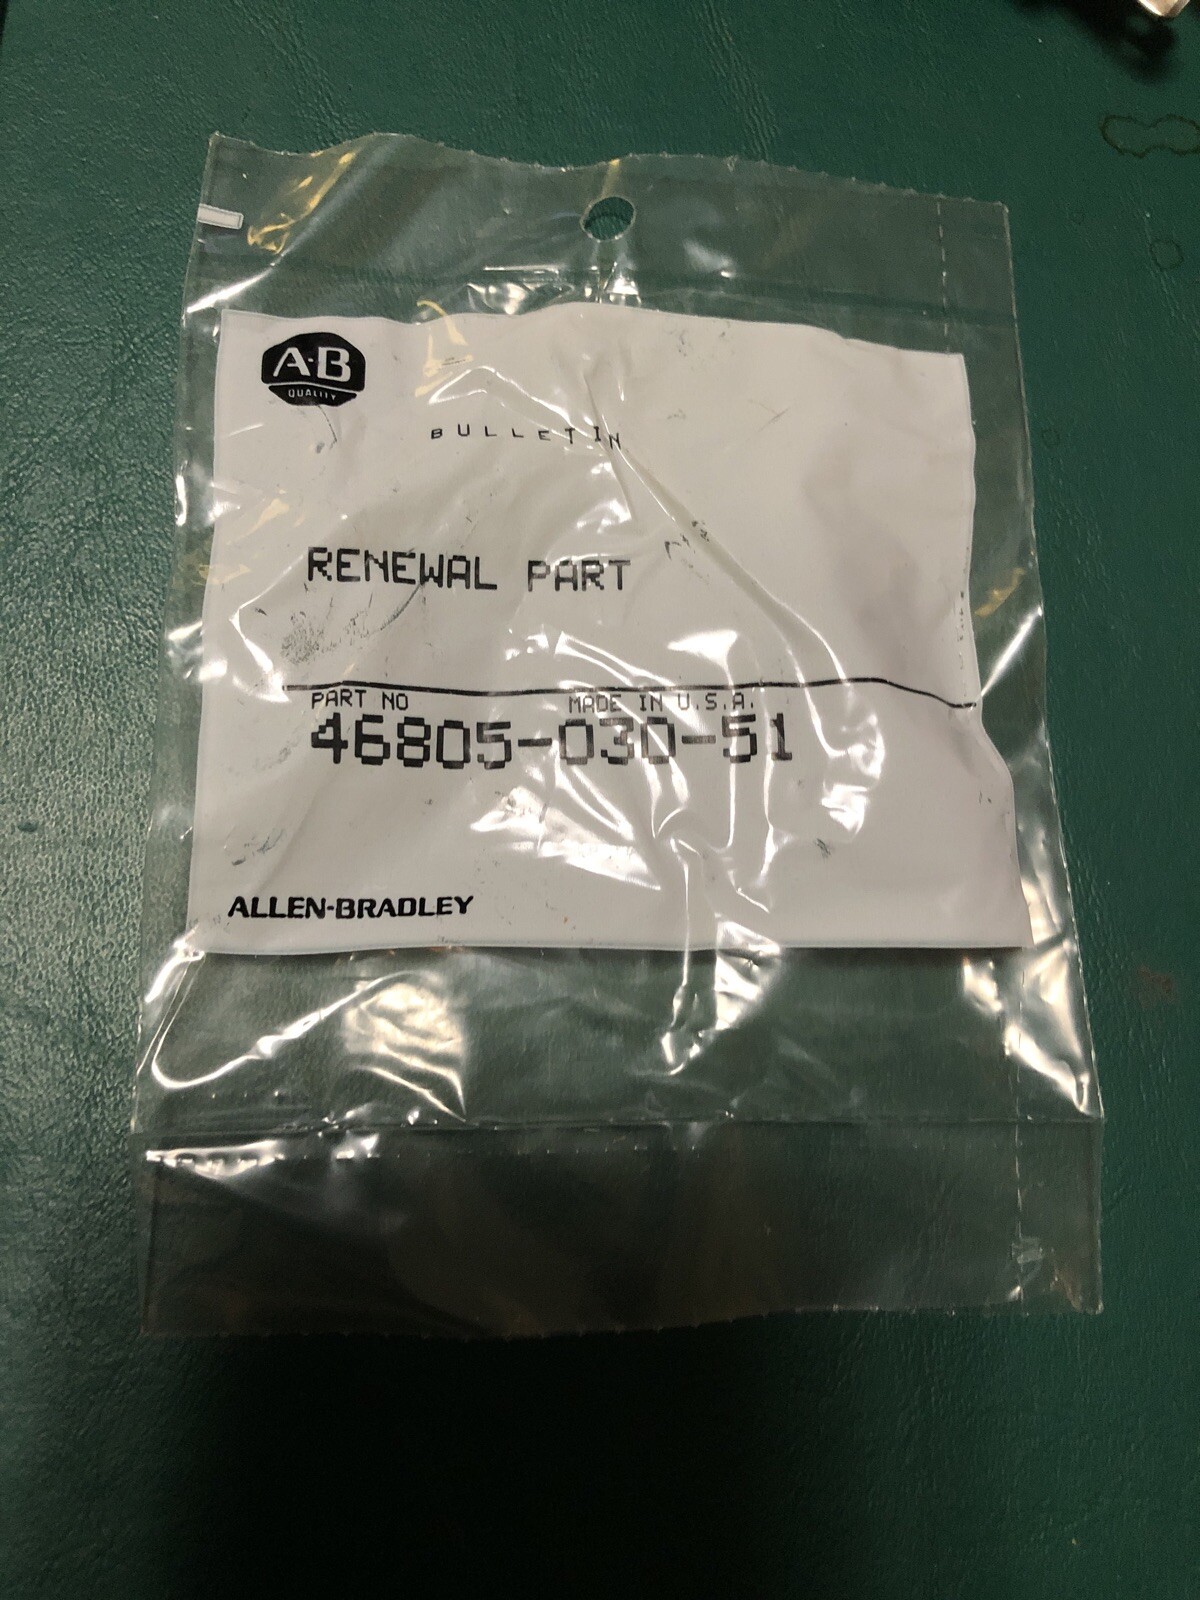 A·B
QUALITY
BULLETIN
RENEWAL PART
PART NO MADE IN U.S.A.
46805-030-51
ALLEN-BRADLEY